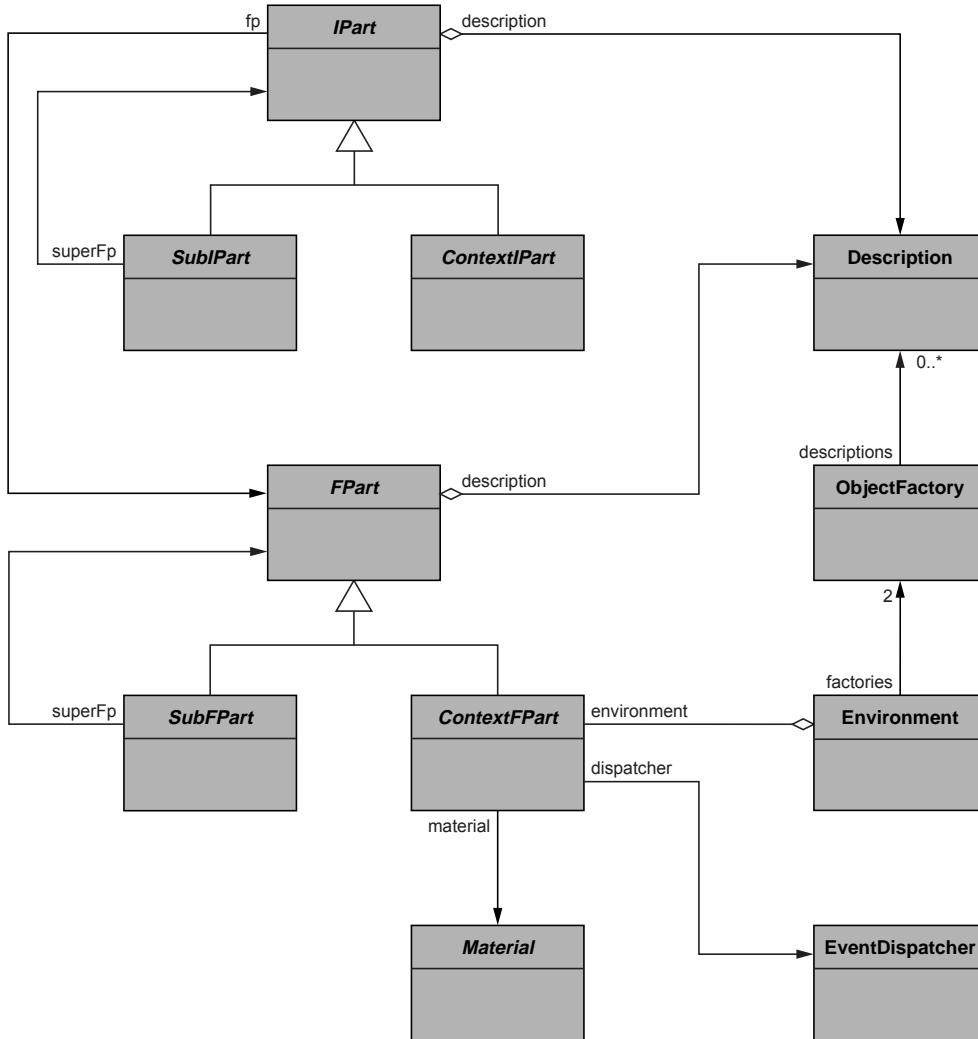 fp
IPart
description
superFp
SubIPart
ContextIPart
Description
0..*
descriptions
FPart
description
ObjectFactory
2
factories
superFp
SubFPart
ContextFPart
environment
Environment
dispatcher
material
Material
EventDispatcher